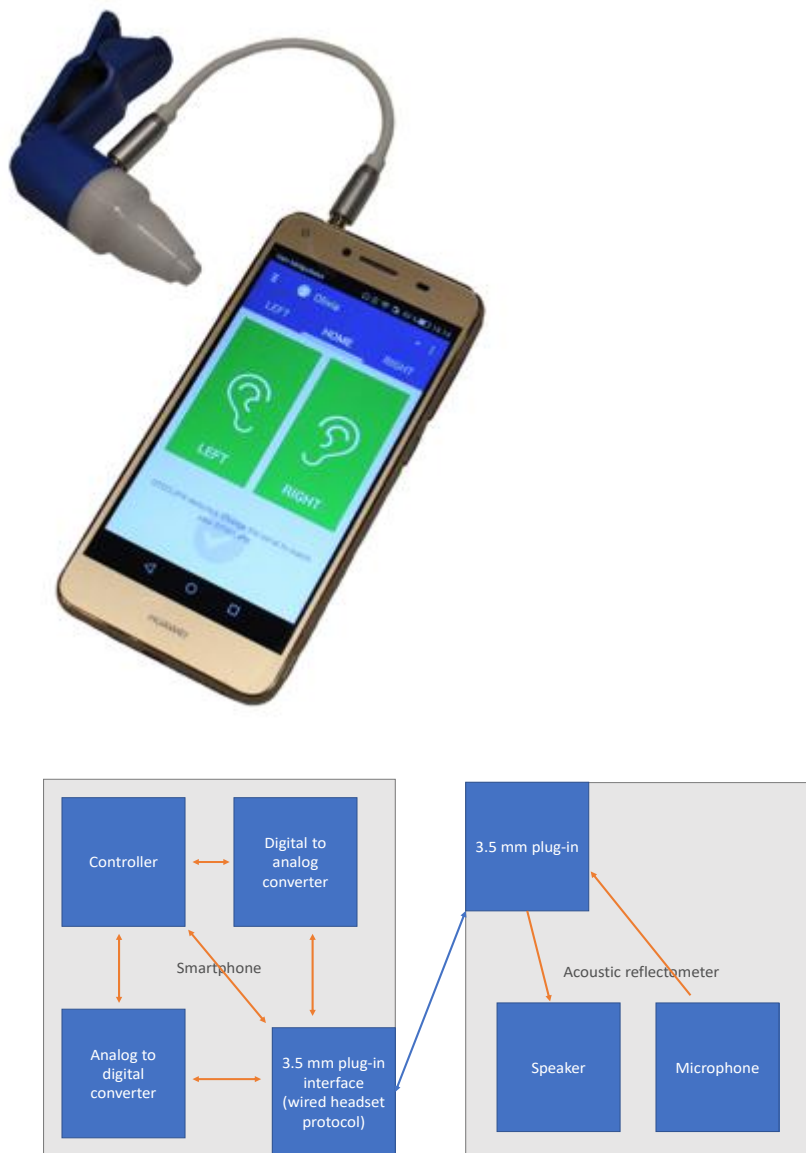 Olivia
LEFT
HOME
RIGHT
LEFT
RIGHT
HUAWEI
Controller
Digital to
analog
converter
Smartphone
Analog to
digital
converter
3.5 mm plug-in
interface
(wired headset
protocol)
3.5 mm plug-in
Acoustic reflectometer
Speaker
Microphone